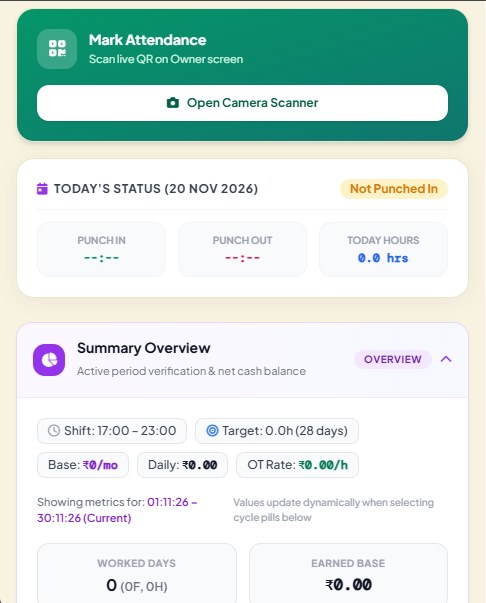 Mark Attendance
Scan live QR on Owner screen
Open Camera Scanner
TODAY'S STATUS (20 NOV 2026)
Not Punched In
PUNCH IN
--:--
PUNCH OUT
--:--
TODAY HOURS
0.0 hrs
Summary Overview
Active period verification & net cash balance
OVERVIEW
Shift: 17:00 – 23:00
Target: 0.0h (28 days)
Base: ₹0/mo
Daily: ₹0.00
OT Rate: ₹0.00/h
Showing metrics for: 01:11:26 –
30:11:26 (Current)
Values update dynamically when selecting
cycle pills below
WORKED DAYS
0 (0F, 0H)
EARNED BASE
₹0.00